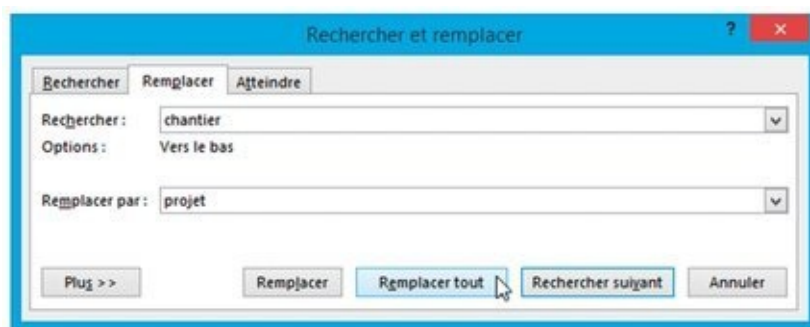 Rechercher et remplacer ?
Rechercher Remplacer Atteindre
Rechercher : chantier
Options : Vers le bas
Remplacer par : projet
Plus >> Remplacer Remplacer tout Rechercher suivant Annuler